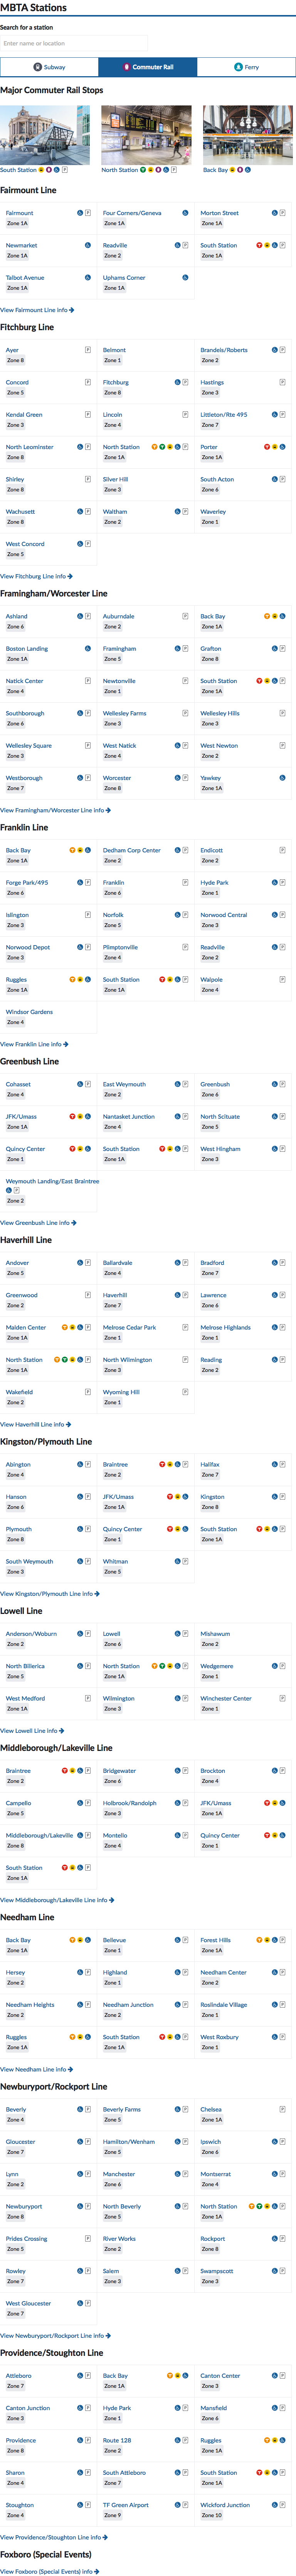 MBTA Stations
Search for a station
Enter name or location
Subway Commuter Rail Ferry
Major Commuter Rail Stops
South Station North Station Back Bay
Fairmount Line
Fairmount Four Corners/Geneva Morton Street
Zone 1A Zone 1A Zone 1A
Newmarket Readville South Station
Zone 1A Zone 2 Zone 1A
Talbot Avenue Uphams Corner
Zone 1A Zone 1A
View Fairmount Line info
Fitchburg Line
Ayer Belmont Brandeis/Roberts
Zone 8 Zone 1 Zone 2
Concord Fitchburg Hastings
Zone 5 Zone 8 Zone 3
Kendal Green Lincoln Littleton/Rte 495
Zone 3 Zone 4 Zone 7
North Leominster North Station Porter
Zone 8 Zone 1A Zone 1A
Shirley Silver Hill South Acton
Zone 8 Zone 3 Zone 6
Wachusett Waltham Waverley
Zone 8 Zone 2 Zone 1
West Concord
Zone 5
View Fitchburg Line info
Framingham/Worcester Line
Ashland Auburndale Back Bay
Zone 6 Zone 2 Zone 1A
Boston Landing Framingham Grafton
Zone 1A Zone 5 Zone 8
Natick Center Newtonville South Station
Zone 4 Zone 1 Zone 1A
Southborough Wellesley Farms Wellesley Hills
Zone 6 Zone 3 Zone 3
Wellesley Square West Natick West Newton
Zone 3 Zone 4 Zone 2
Westborough Worcester Yawkey
Zone 7 Zone 8 Zone 1A
View Framingham/Worcester Line info
Franklin Line
Back Bay Dedham Corp Center Endicott
Zone 1A Zone 2 Zone 2
Forge Park/495 Franklin Hyde Park
Zone 6 Zone 6 Zone 1
Islington Norfolk Norwood Central
Zone 3 Zone 5 Zone 3
Norwood Depot Plimptonville Readville
Zone 3 Zone 4 Zone 2
Ruggles South Station Walpole
Zone 1A Zone 1A Zone 4
Windsor Gardens
Zone 4
View Franklin Line info
Greenbush Line
Cohasset East Weymouth Greenbush
Zone 4 Zone 2 Zone 6
JFK/Umass Nantasket Junction North Scituate
Zone 1A Zone 4 Zone 5
Quincy Center South Station West Hingham
Zone 1 Zone 1A Zone 3
Weymouth Landing/East Braintree
Zone 2
View Greenbush Line info
Haverhill Line
Andover Ballardvale Bradford
Zone 5 Zone 4 Zone 7
Greenwood Haverhill Lawrence
Zone 2 Zone 7 Zone 6
Malden Center Melrose Cedar Park Melrose Highlands
Zone 1A Zone 1 Zone 1
North Station North Wilmington Reading
Zone 1A Zone 3 Zone 2
Wakefield Wyoming Hill
Zone 2 Zone 1
View Haverhill Line info
Kingston/Plymouth Line
Abington Braintree Halifax
Zone 4 Zone 2 Zone 7
Hanson JFK/Umass Kingston
Zone 6 Zone 1A Zone 8
Plymouth Quincy Center South Station
Zone 8 Zone 1 Zone 1A
South Weymouth Whitman
Zone 3 Zone 5
View Kingston/Plymouth Line info
Lowell Line
Anderson/Woburn Lowell Mishawum
Zone 2 Zone 6 Zone 2
North Billerica North Station Wedgemere
Zone 5 Zone 1A Zone 1
West Medford Wilmington Winchester Center
Zone 1A Zone 3 Zone 1
View Lowell Line info
Middleborough/Lakeville Line
Braintree Bridgewater Brockton
Zone 2 Zone 6 Zone 4
Campello Holbrook/Randolph JFK/Umass
Zone 5 Zone 3 Zone 1A
Middleborough/Lakeville Montello Quincy Center
Zone 8 Zone 4 Zone 1
South Station
Zone 1A
View Middleborough/Lakeville Line info
Needham Line
Back Bay Bellevue Forest Hills
Zone 1A Zone 1 Zone 1A
Hersey Highland Needham Center
Zone 2 Zone 1 Zone 2
Needham Heights Needham Junction Roslindale Village
Zone 2 Zone 2 Zone 1
Ruggles South Station West Roxbury
Zone 1A Zone 1A Zone 1
View Needham Line info
Newburyport/Rockport Line
Beverly Beverly Farms Chelsea
Zone 4 Zone 5 Zone 1A
Gloucester Hamilton/Wenham Ipswich
Zone 7 Zone 5 Zone 6
Lynn Manchester Montserrat
Zone 2 Zone 6 Zone 4
Newburyport North Beverly North Station
Zone 8 Zone 5 Zone 1A
Prides Crossing River Works Rockport
Zone 5 Zone 2 Zone 8
Rowley Salem Swampscott
Zone 7 Zone 3 Zone 3
West Gloucester
Zone 7
View Newburyport/Rockport Line info
Providence/Stoughton Line
Attleboro Back Bay Canton Center
Zone 7 Zone 1A Zone 3
Canton Junction Hyde Park Mansfield
Zone 3 Zone 1 Zone 6
Providence Route 128 Ruggles
Zone 8 Zone 2 Zone 1A
Sharon South Attleboro South Station
Zone 4 Zone 7 Zone 1A
Stoughton TF Green Airport Wickford Junction
Zone 4 Zone 9 Zone 10
View Providence/Stoughton Line info
Foxboro (Special Events)
View Foxboro (Special Events) info